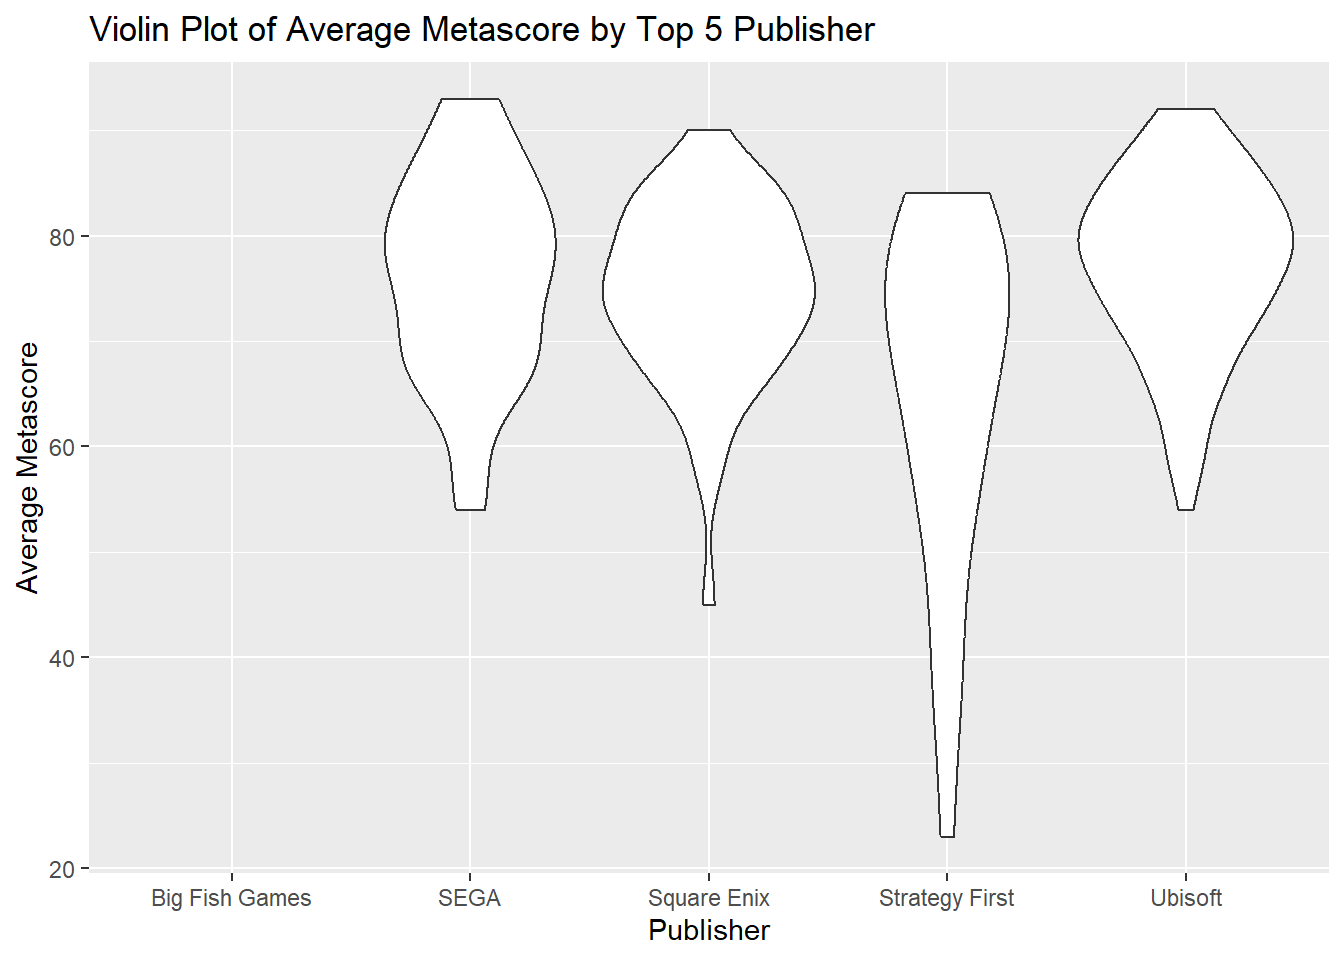 Violin Plot of Average Metascore by Top 5 Publisher
Average Metascore
80
60
40
20
Big Fish Games
SEGA
Square Enix
Strategy First
Ubisoft
Publisher